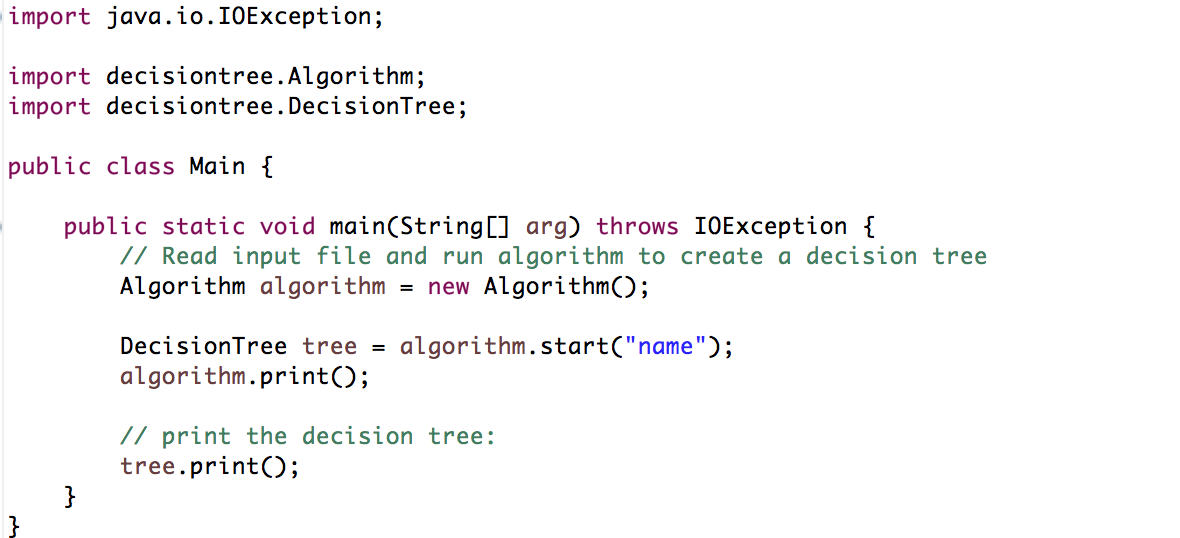 import java.io.IOException;
import decisiontree.Algorithm;
import decisiontree.DecisionTree;
public class Main {
public static void main(String[] arg) throws IOException {
// Read input file and run algorithm to create a decision tree
Algorithm algorithm = new Algorithm();
DecisionTree tree = algorithm.start("name");
algorithm.print();
// print the decision tree:
tree.print();
}
}